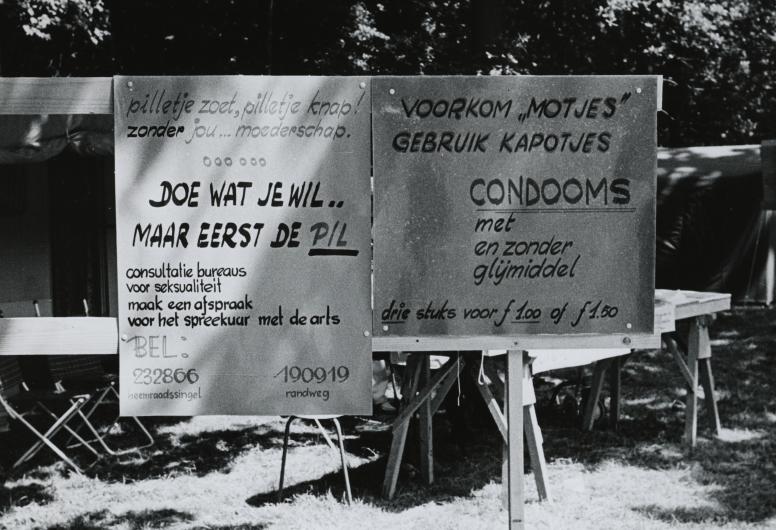 pilletje zoet, pilletje knap!
zonder jou... moederschap.
DOE WAT JE WIL..
MAAR EERST DE PIL
consultatie bureaus
voor seksualiteit
maak een afspraak
voor het spreekuur met de arts
BEL:
232866 190919
heemraadssingel randweg
VOORKOM „MOTJES"
GEBRUIK KAPOTJES
CONDOOMS
met
en zonder
glijmiddel
drie stuks voor f 1.00 of f 1.50